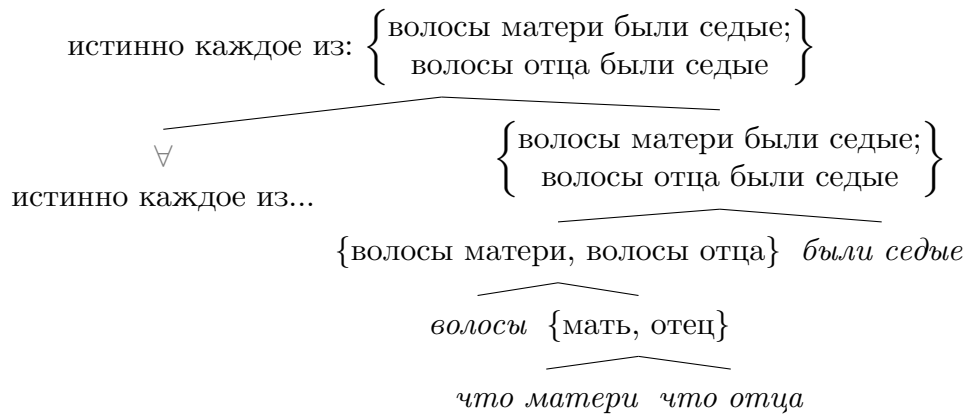 истинно каждое из: {волосы матери были седые;
волосы отца были седые}
∀
истинно каждое из...
{волосы матери были седые;
волосы отца были седые}
{волосы матери, волосы отца} были седые
волосы {мать, отец}
что матери что отца